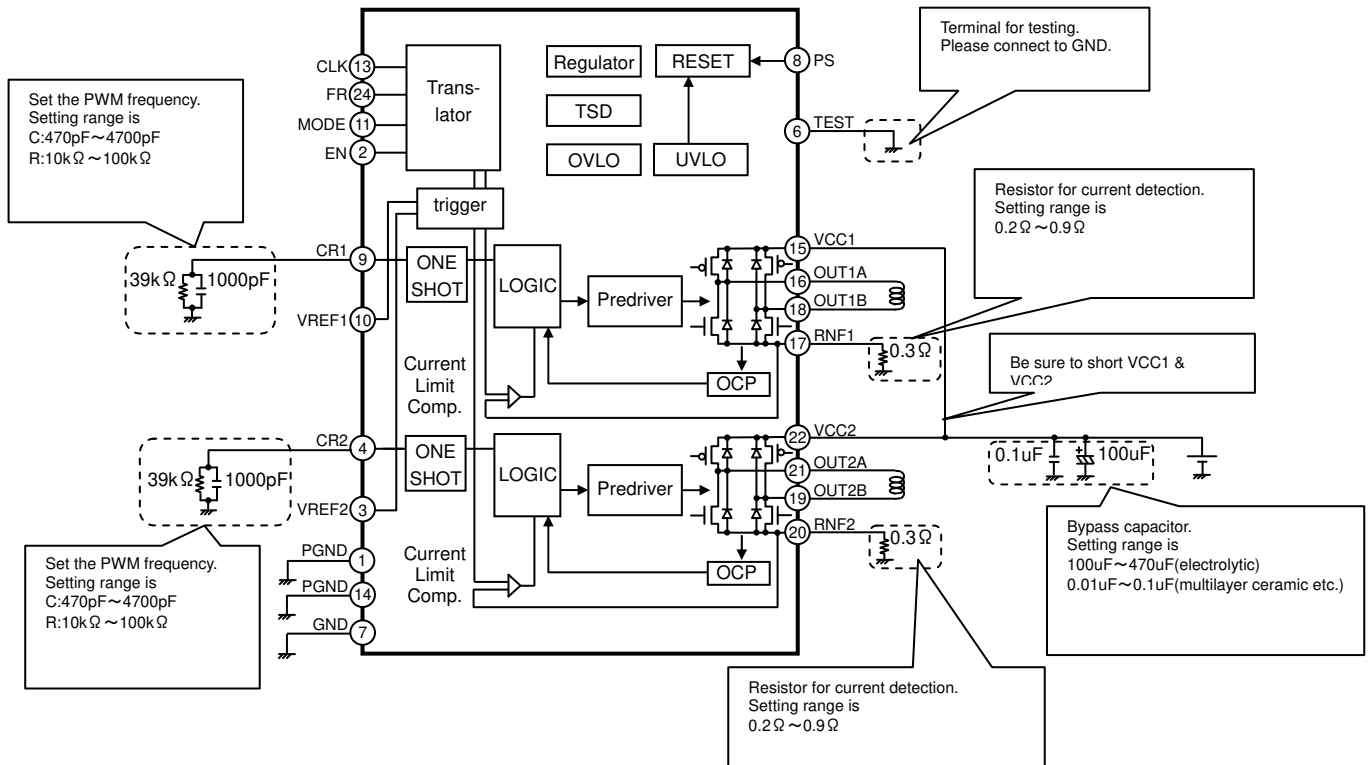 Terminal for testing.
Please connect to GND.
Set the PWM frequency.
Setting range is
C:470pF~4700pF
R:10kΩ~100kΩ
CLK 13
FR 24
MODE 11
EN 2
Trans-
lator
Regulator
RESET
8 PS
TSD
6 TEST
OVLO
UVLO
trigger
Resistor for current detection.
Setting range is
0.2Ω~0.9Ω
CR1
9
39kΩ
1000pF
VREF1 10
ONE
SHOT
LOGIC
Predriver
15 VCC1
16 OUT1A
18 OUT1B
17 RNF1
0.3Ω
OCP
Current
Limit
Comp.
Be sure to short VCC1 &
VCC2
CR2
4
39kΩ
1000pF
VREF2 3
ONE
SHOT
LOGIC
Predriver
22 VCC2
21 OUT2A
19 OUT2B
20 RNF2
0.3Ω
OCP
Current
Limit
Comp.
0.1uF
+
100uF
Bypass capacitor.
Setting range is
100uF~470uF(electrolytic)
0.01uF~0.1uF(multilayer ceramic etc.)
PGND 1
PGND 14
GND 7
Set the PWM frequency.
Setting range is
C:470pF~4700pF
R:10kΩ~100kΩ
Resistor for current detection.
Setting range is
0.2Ω~0.9Ω